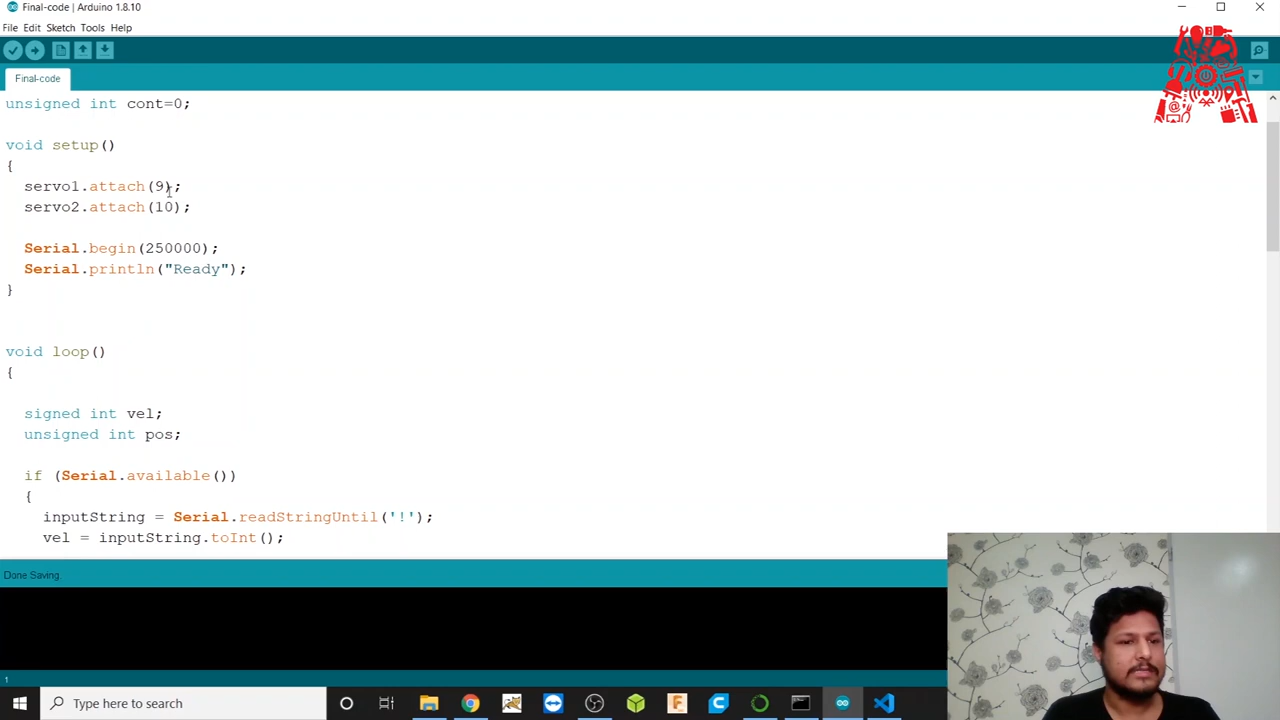 Final-code | Arduino 1.8.10
File Edit Sketch Tools Help
Final-code
unsigned int cont=0;
void setup()
{
servo1.attach(9);
servo2.attach(10);
Serial.begin(250000);
Serial.println("Ready");
}
void loop()
{
signed int vel;
unsigned int pos;
if (Serial.available())
{
inputString = Serial.readStringUntil('!');
vel = inputString.toInt();
Done Saving.
1
Type here to search